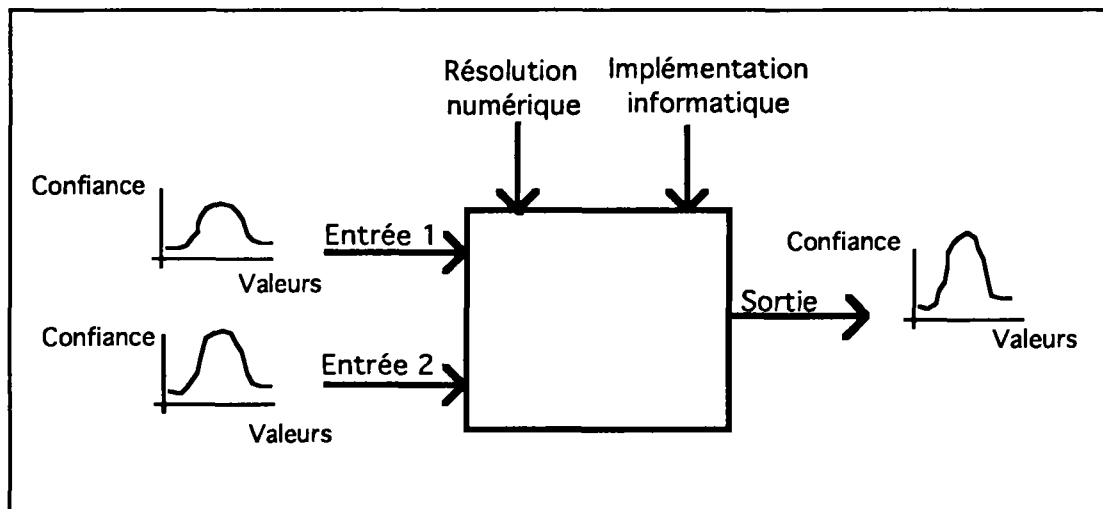 Résolution
numérique
Implémentation
informatique
Confiance
Valeurs
Entrée 1
Confiance
Valeurs
Entrée 2
Sortie
Confiance
Valeurs